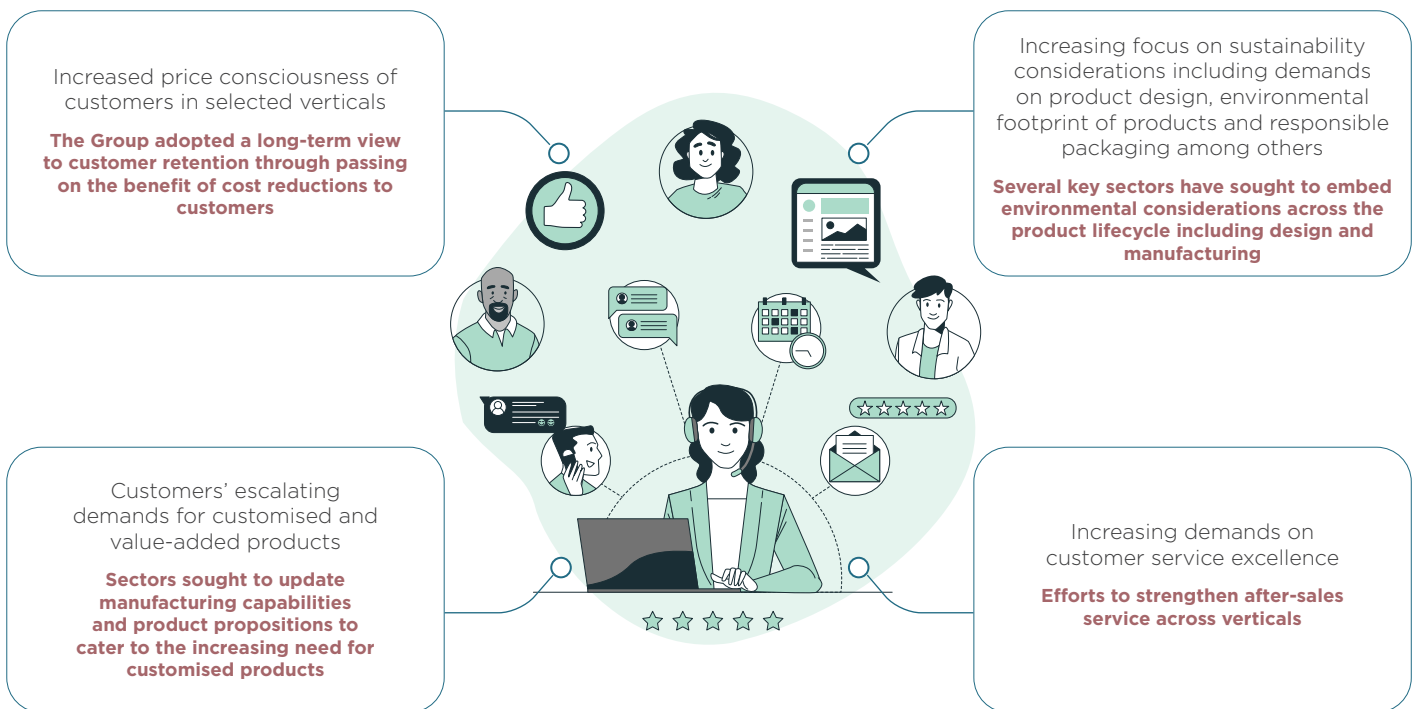 Increased price consciousness of
customers in selected verticals
The Group adopted a long-term view
to customer retention through passing
on the benefit of cost reductions to
customers
Increasing focus on sustainability
considerations including demands
on product design, environmental
footprint of products and responsible
packaging among others
Several key sectors have sought to embed
environmental considerations across the
product lifecycle including design and
manufacturing
Customers’ escalating
demands for customised and
value-added products
Sectors sought to update
manufacturing capabilities
and product propositions to
cater to the increasing need for
customised products
Increasing demands on
customer service excellence
Efforts to strengthen after-sales
service across verticals